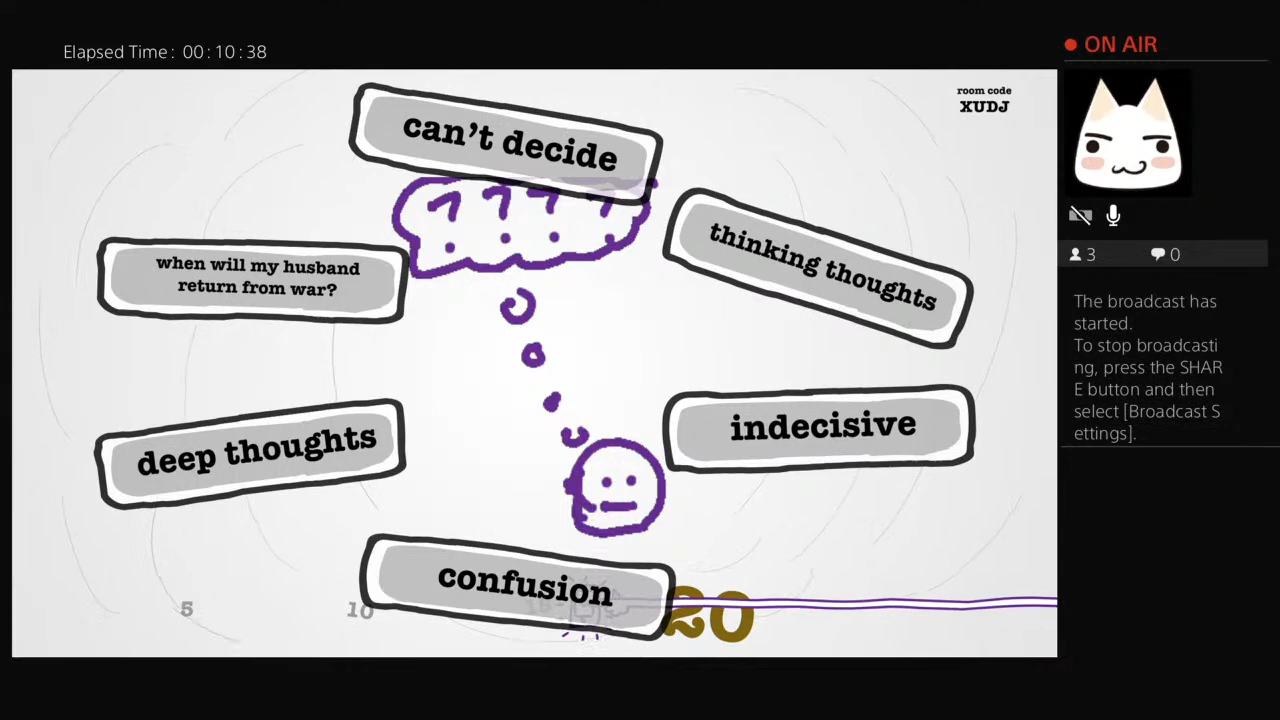 Elapsed Time: 00:10:38
ON AIR
room code
XUDJ
can't decide
????
thinking thoughts
when will my husband
return from war?
3
0
The broadcast has
started.
To stop broadcasti
ng, press the SHAR
E button and then
select [Broadcast S
ettings].
indecisive
deep thoughts
confusion
5
10
20